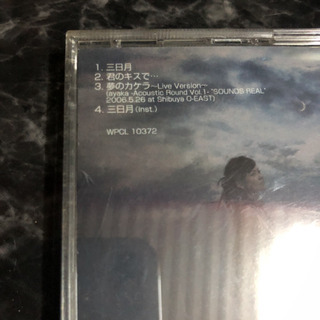 1. 三日月
2. 君のキスで…
3. 夢のカケラ～Live Version～
(ayaka -Acoustic Round Vol.1- "SOUNDS REAL"
2006.5.26 at Shibuya O-EAST)
4. 三日月 (Inst.)
WPCL 10372